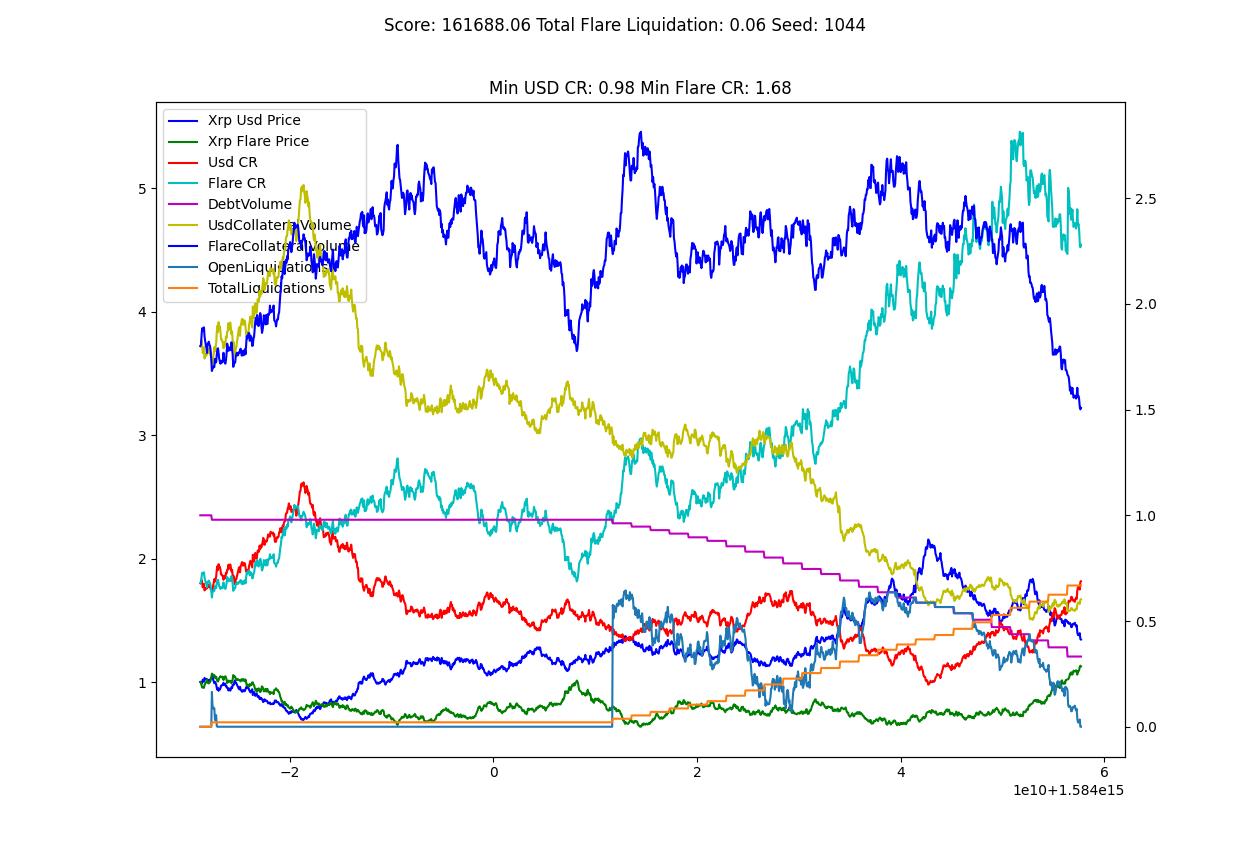 Score: 161688.06 Total Flare Liquidation: 0.06 Seed: 1044
Min USD CR: 0.98 Min Flare CR: 1.68
Xrp Usd Price
Xrp Flare Price
Usd CR
Flare CR
DebtVolume
UsdCollateralVolume
FlareCollateralVolume
OpenLiquidations
TotalLiquidations
5
4
3
2
1
2.5
2.0
1.5
1.0
0.5
0.0
−2
0
2
4
6
1e10+1.584e15